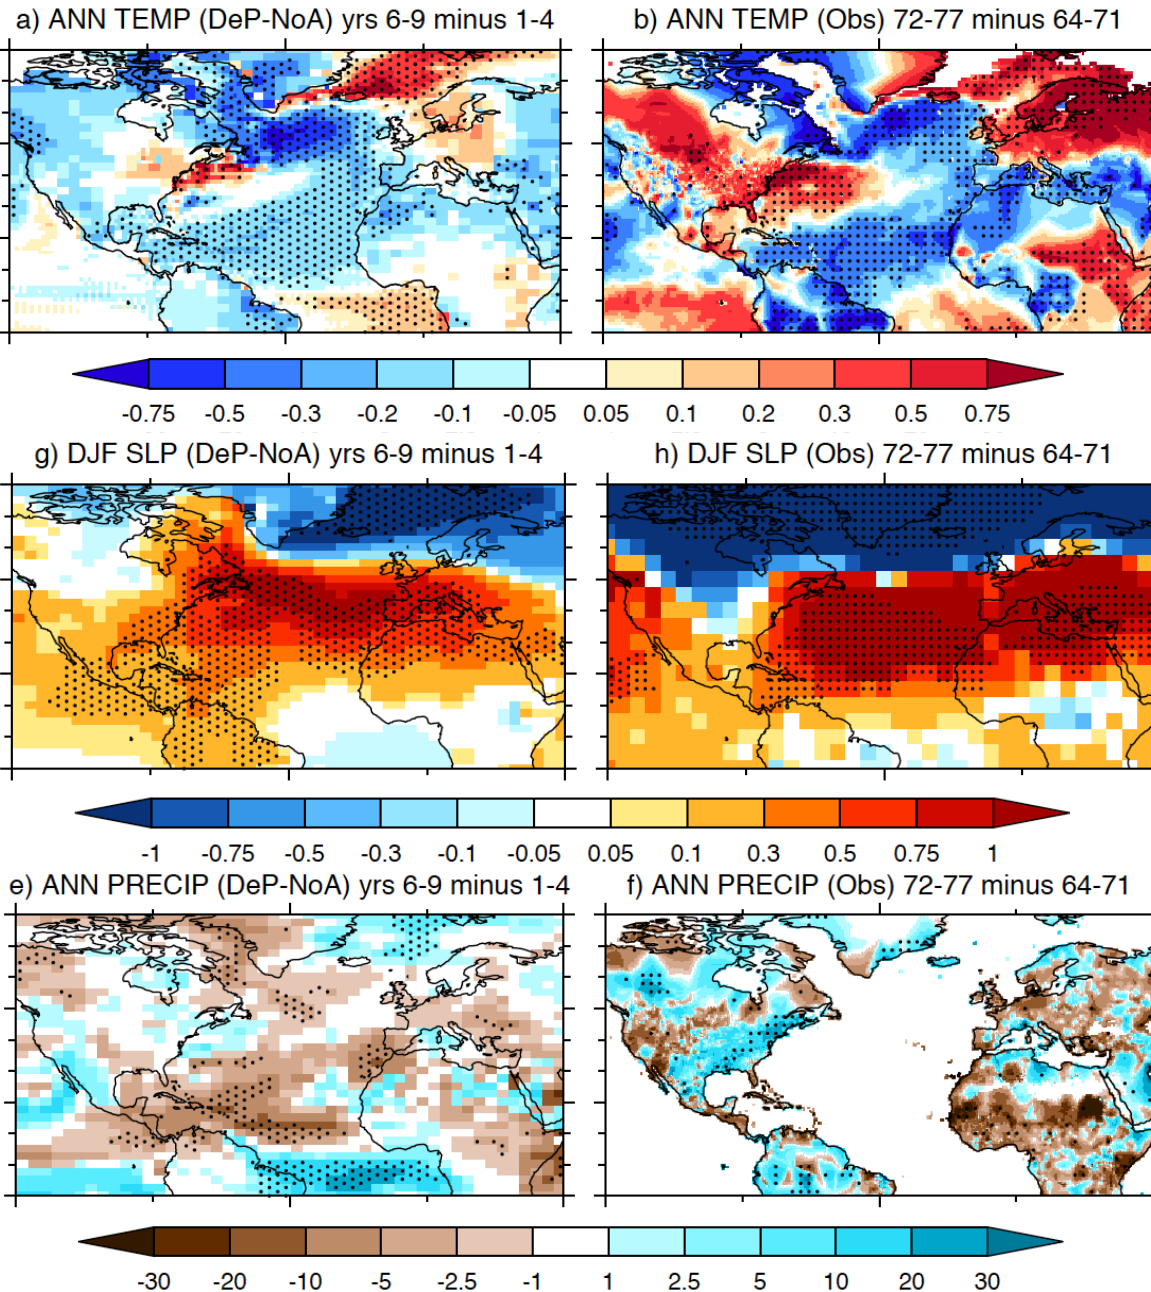 a) ANN TEMP (DeP-NoA) yrs 6-9 minus 1-4
b) ANN TEMP (Obs) 72-77 minus 64-71
-0.75 -0.5 -0.3 -0.2 -0.1 -0.05 0.05 0.1 0.2 0.3 0.5 0.75
g) DJF SLP (DeP-NoA) yrs 6-9 minus 1-4
h) DJF SLP (Obs) 72-77 minus 64-71
-1 -0.75 -0.5 -0.3 -0.1 -0.05 0.05 0.1 0.3 0.5 0.75 1
e) ANN PRECIP (DeP-NoA) yrs 6-9 minus 1-4
f) ANN PRECIP (Obs) 72-77 minus 64-71
-30 -20 -10 -5 -2.5 -1 1 2.5 5 10 20 30